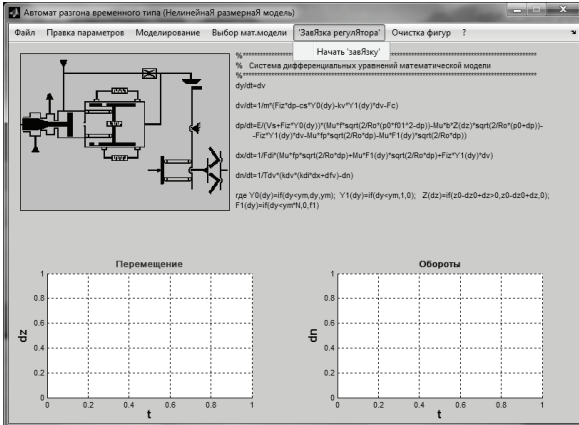 Автомат разгона временного типа (НелинейнаЯ размернаЯ модель)
Файл Правка параметров Моделирование Выбор мат.модели 'ЗавЯзка регулЯтора' Очистка фигур ?
Начать 'завЯзку'
% Система дифференциальных уравнений математической модели
dy/dt=dv
dv/dt=1/m*(Fiz*dp-cs*Y0(dy)-kv*Y1(dy)*dv-Fc)
dp/dt=E/(Vs+Fiz*Y0(dy))*(Mu*f*sqrt(2/Ro*(p0*f01^2-dp))-Mu*b*Z(dz)*sqrt(2/Ro*(p0+dp))-
-Fiz*Y1(dy)*dv-Mu*fp*sqrt(2/Ro*dp)-Mu*F1(dy)*sqrt(2/Ro*dp))
dx/dt=1/Fdi*(Mu*fp*sqrt(2/Ro*dp)+Mu*F1(dy)*sqrt(2/Ro*dp)+Fiz*Y1(dy)*dv)
dn/dt=1/Tdv*(kdv*(kdi*dx+dfv)-dn)
где Y0(dy)=if(dy<ym,dy,ym); Y1(dy)=if(dy<ym,1,0); Z(dz)=if(z0-dz0+dz>0,z0-dz0+dz,0);
F1(dy)=if(dy<ym*N,0,f1)
Перемещение
1
0.8
0.6
0.4
0.2
0
dz
0 0.2 0.4 0.6 0.8 1
t
Обороты
1
0.8
0.6
0.4
0.2
0
dn
0 0.2 0.4 0.6 0.8 1
t